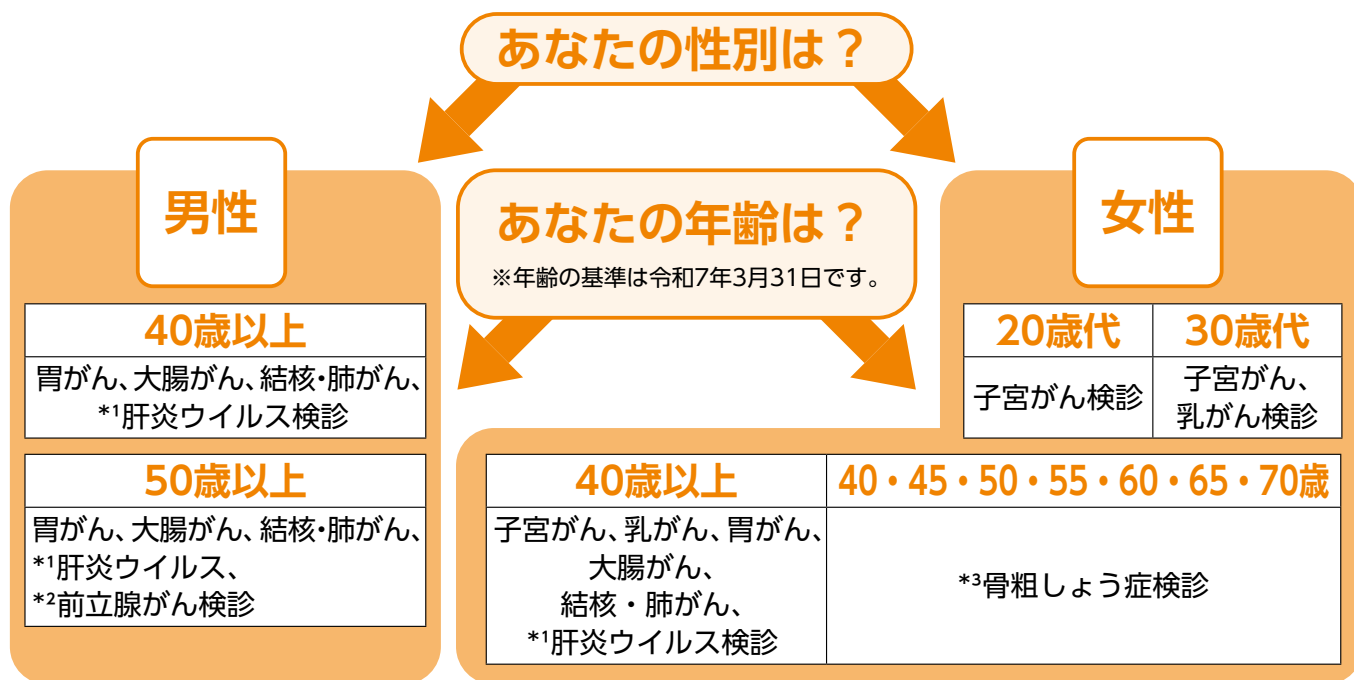 あなたの性別は？
男性
あなたの年齢は？
※年齢の基準は令和7年3月31日です。
女性
40歳以上
胃がん、大腸がん、結核・肺がん、
*1肝炎ウイルス検診
50歳以上
胃がん、大腸がん、結核・肺がん、
*1肝炎ウイルス、
*2前立腺がん検診
20歳代
子宮がん検診
30歳代
子宮がん、
乳がん検診
40歳以上
子宮がん、乳がん、胃がん、
大腸がん、
結核・肺がん、
*1肝炎ウイルス検診
40・45・50・55・60・65・70歳
*3骨粗しょう症検診